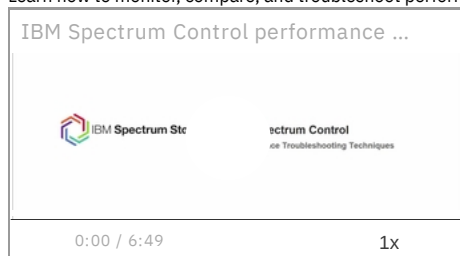 Learn how to monitor, compare, and troubleshoot perfor
IBM Spectrum Control performance ...
IBM Spectrum Sto ectrum Control
ce Troubleshooting Techniques
0:00 / 6:49 1x